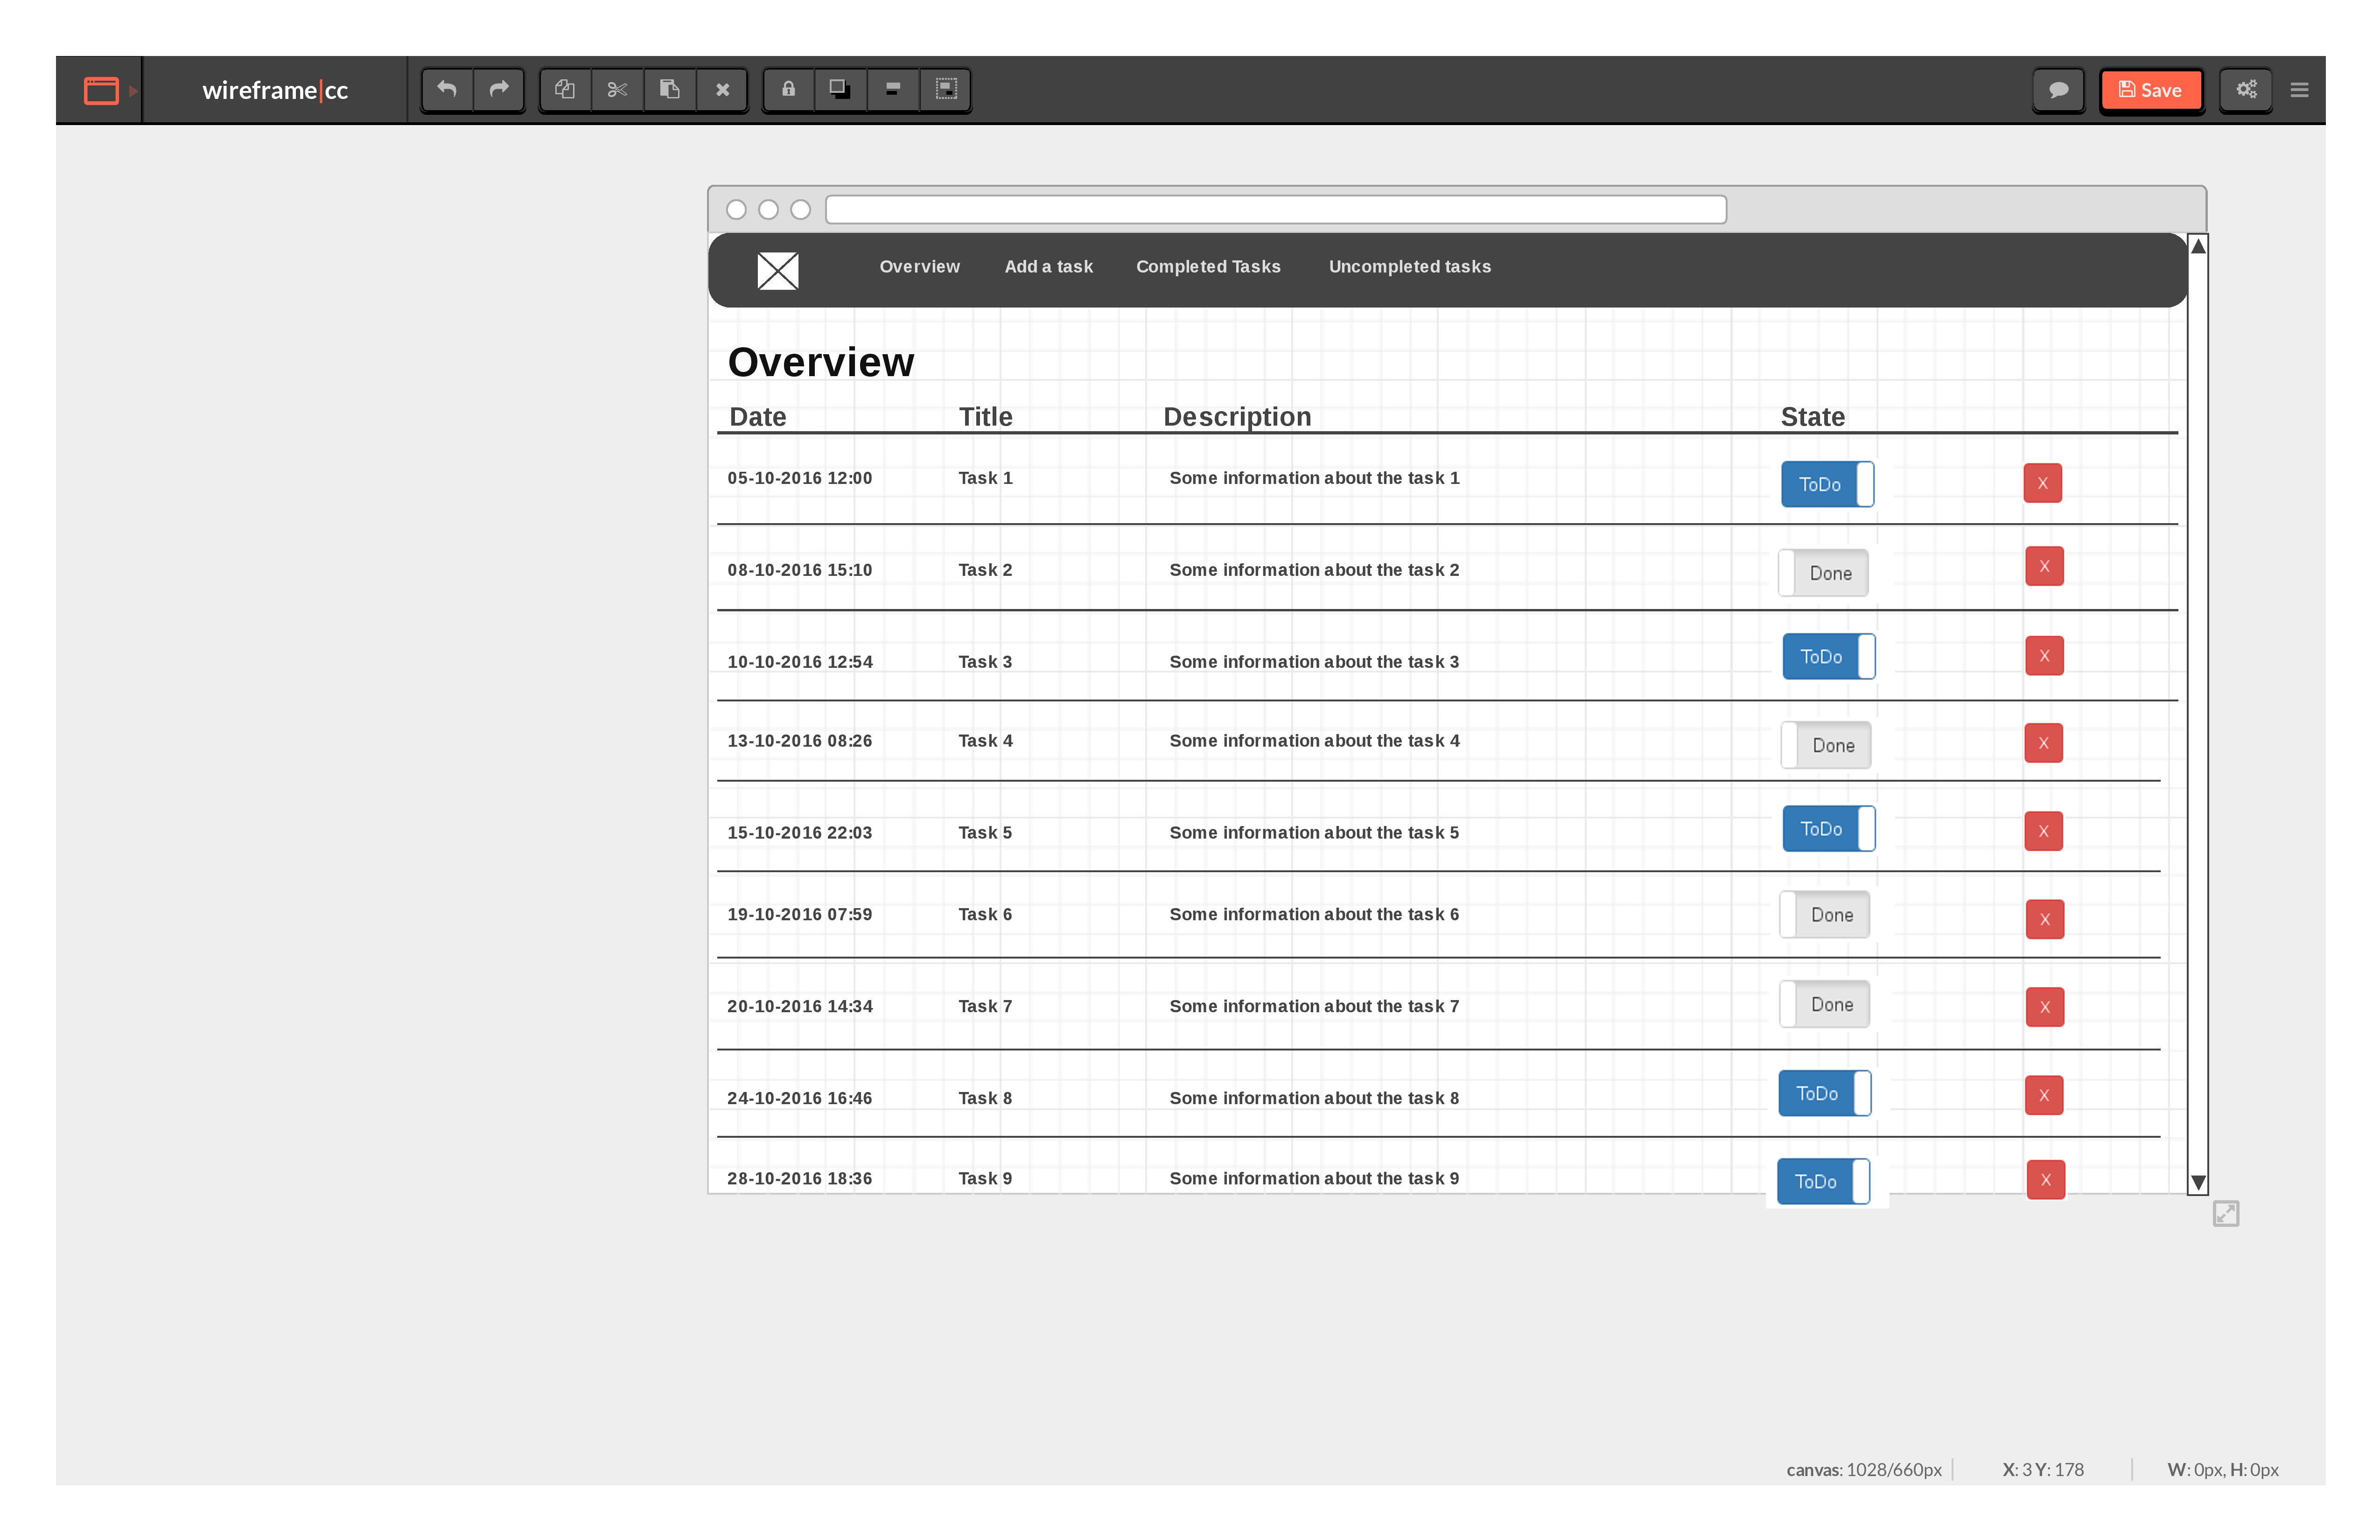 wireframe|cc Save
Overview Add a task Completed Tasks Uncompleted tasks
Overview
Date Title Description State
05-10-2016 12:00 Task 1 Some information about the task 1 ToDo X
08-10-2016 15:10 Task 2 Some information about the task 2 Done X
10-10-2016 12:54 Task 3 Some information about the task 3 ToDo X
13-10-2016 08:26 Task 4 Some information about the task 4 Done X
15-10-2016 22:03 Task 5 Some information about the task 5 ToDo X
19-10-2016 07:59 Task 6 Some information about the task 6 Done X
20-10-2016 14:34 Task 7 Some information about the task 7 Done X
24-10-2016 16:46 Task 8 Some information about the task 8 ToDo X
28-10-2016 18:36 Task 9 Some information about the task 9 ToDo X
canvas: 1028/660px X: 3 Y: 178 W: 0px, H: 0px